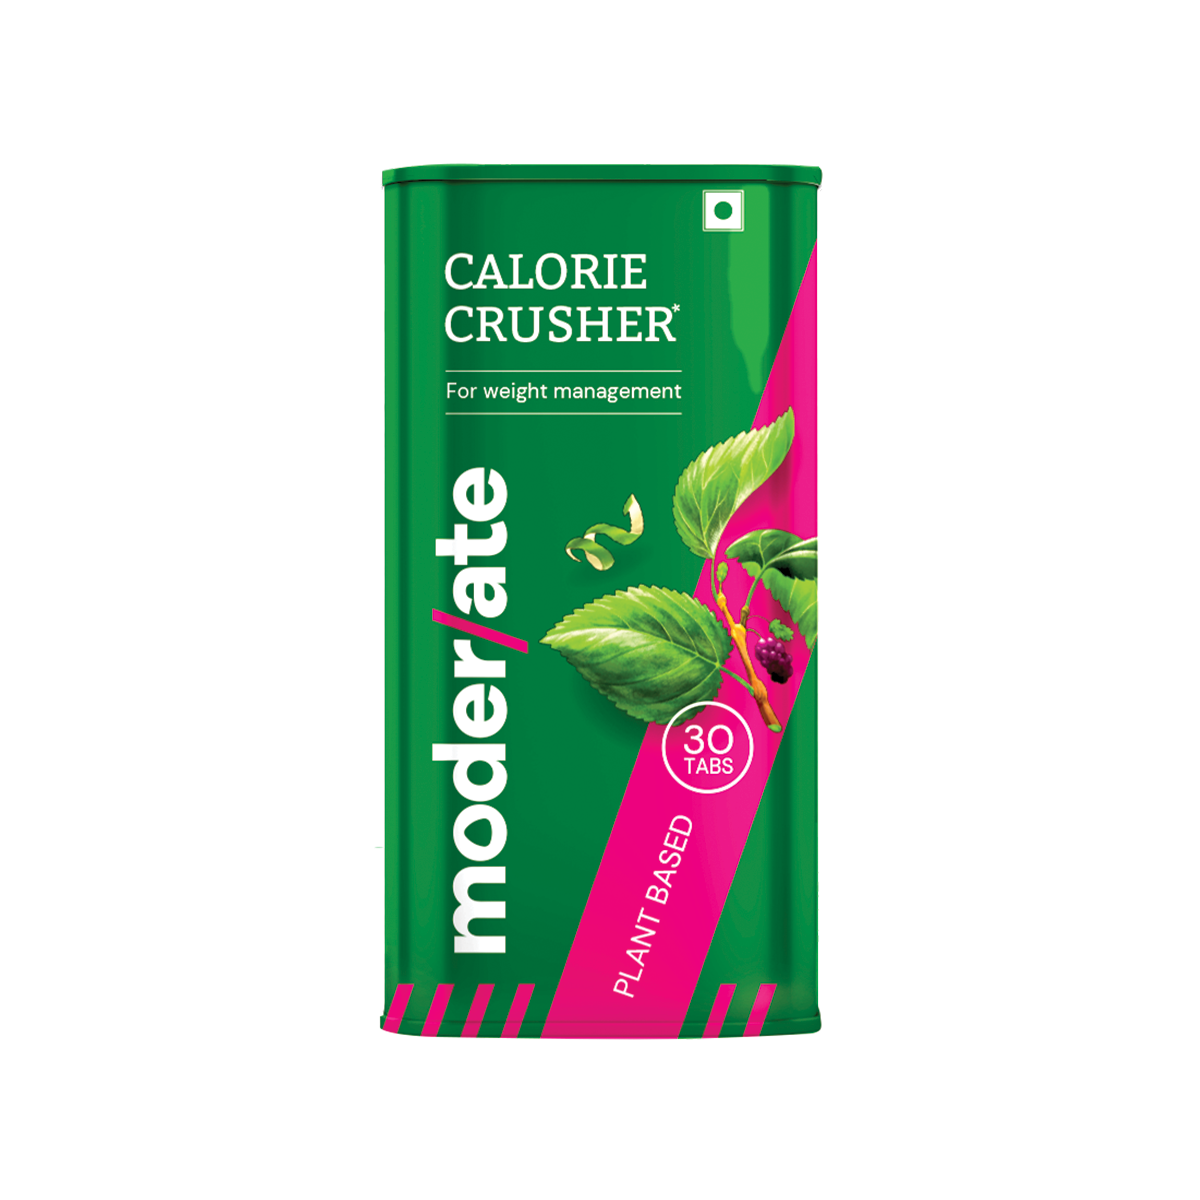 CALORIE
CRUSHER*
For weight management
moder/ate
30
TABS
PLANT BASED